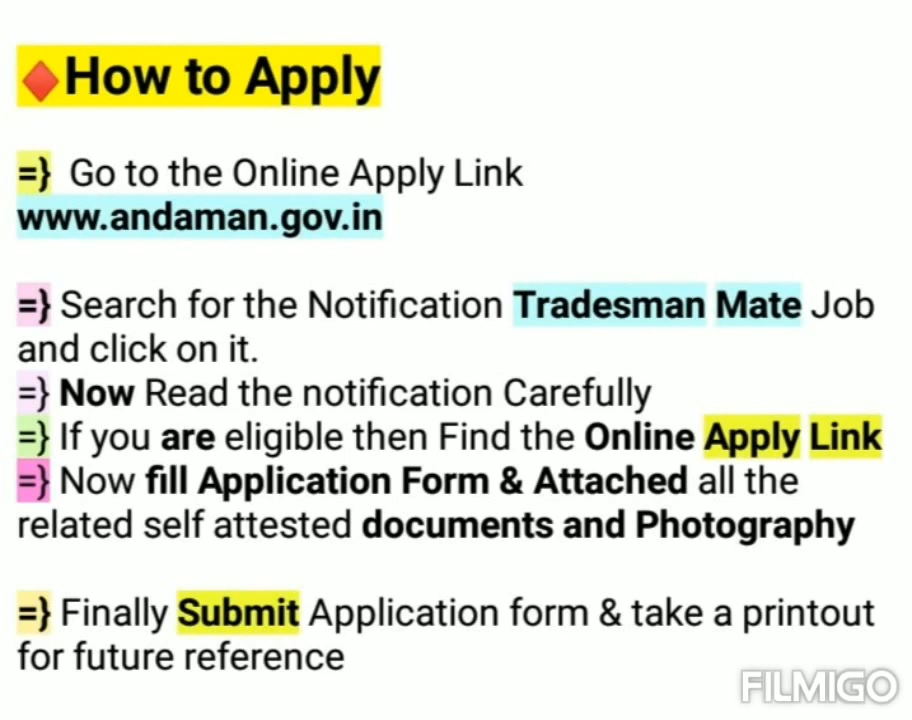 ♦How to Apply
=} Go to the Online Apply Link
www.andaman.gov.in
=} Search for the Notification Tradesman Mate Job
and click on it.
=} Now Read the notification Carefully
=} If you are eligible then Find the Online Apply Link
=} Now fill Application Form & Attached all the
related self attested documents and Photography
=} Finally Submit Application form & take a printout
for future reference
FILMIGO